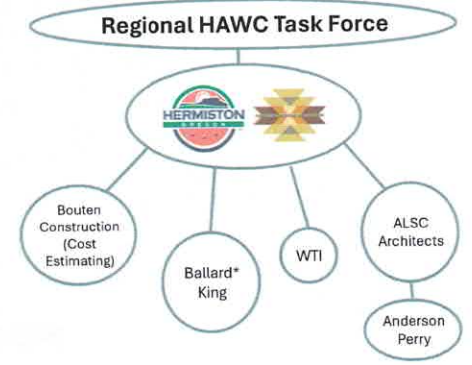 Regional HAWC Task Force
HERMISTON
OREGON
Bouten
Construction
(Cost
Estimating)
Ballard*
King
WTI
ALSC
Architects
Anderson
Perry